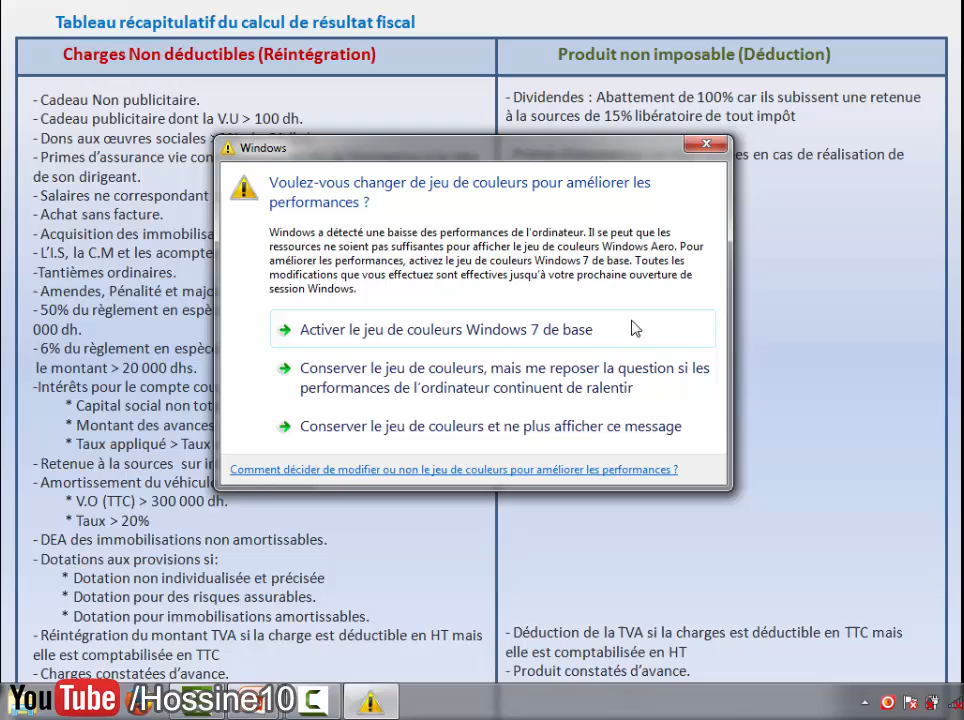 Tableau récapitulatif du calcul de résultat fiscal
Charges Non déductibles (Réintégration)
- Cadeau Non publicitaire.
- Cadeau publicitaire dont la V.U > 100 dh.
- Dons aux œuvres sociales >
- Primes d’assurance vie con
de son dirigeant.
- Salaires ne correspondant
- Achat sans facture.
- Acquisition des immobilisa
- L’I.S, la C.M et les acompte
-Tantièmes ordinaires.
- Amendes, Pénalité et majo
- 50% du règlement en espè
000 dh.
- 6% du règlement en espèc
le montant > 20 000 dhs.
-Intérêts pour le compte cou
* Capital social non tot
* Montant des avances
* Taux appliqué > Taux
- Retenue à la sources sur in
- Amortissement du véhicul
* V.O (TTC) > 300 000 dh.
* Taux > 20%
- DEA des immobilisations non amortissables.
- Dotations aux provisions si:
* Dotation non individualisée et précisée
* Dotation pour des risques assurables.
* Dotation pour immobilisations amortissables.
- Réintégration du montant TVA si la charge est déductible en HT mais
elle est comptabilisée en TTC
- Charges constatées d’avance.
Produit non imposable (Déduction)
- Dividendes : Abattement de 100% car ils subissent une retenue
à la sources de 15% libératoire de tout impôt
es en cas de réalisation de
- Déduction de la TVA si la charges est déductible en TTC mais
elle est comptabilisée en HT
- Produit constatés d’avance.
Windows
Voulez-vous changer de jeu de couleurs pour améliorer les
performances ?
Windows a détecté une baisse des performances de l’ordinateur. Il se peut que les
ressources ne soient pas suffisantes pour afficher le jeu de couleurs Windows Aero. Pour
améliorer les performances, activez le jeu de couleurs Windows 7 de base. Toutes les
modifications que vous effectuez sont effectives jusqu’à votre prochaine ouverture de
session Windows.
Activer le jeu de couleurs Windows 7 de base
Conserver le jeu de couleurs, mais me reposer la question si les
performances de l’ordinateur continuent de ralentir
Conserver le jeu de couleurs et ne plus afficher ce message
Comment décider de modifier ou non le jeu de couleurs pour améliorer les performances ?
YouTube /Hossine10